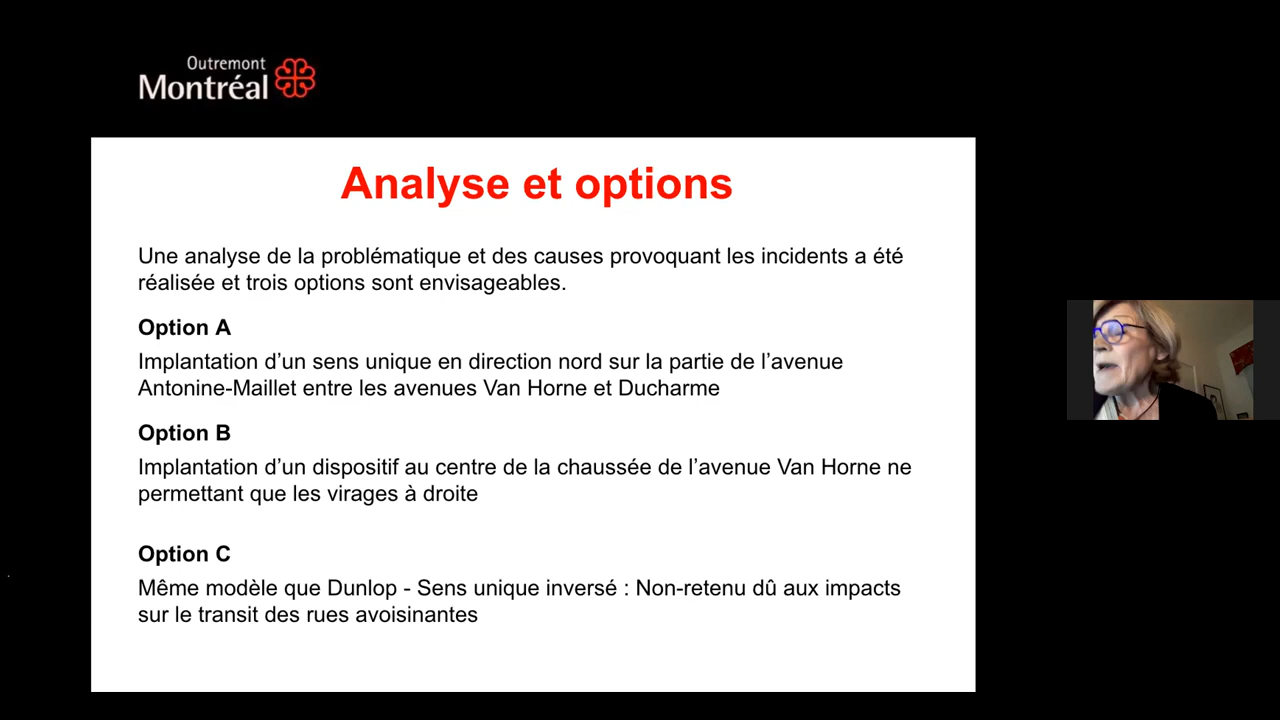 Outremont
Montréal
Analyse et options
Une analyse de la problématique et des causes provoquant les incidents a été
réalisée et trois options sont envisageables.
Option A
Implantation d’un sens unique en direction nord sur la partie de l’avenue
Antonine-Maillet entre les avenues Van Horne et Ducharme
Option B
Implantation d’un dispositif au centre de la chaussée de l’avenue Van Horne ne
permettant que les virages à droite
Option C
Même modèle que Dunlop - Sens unique inversé : Non-retenu dû aux impacts
sur le transit des rues avoisinantes